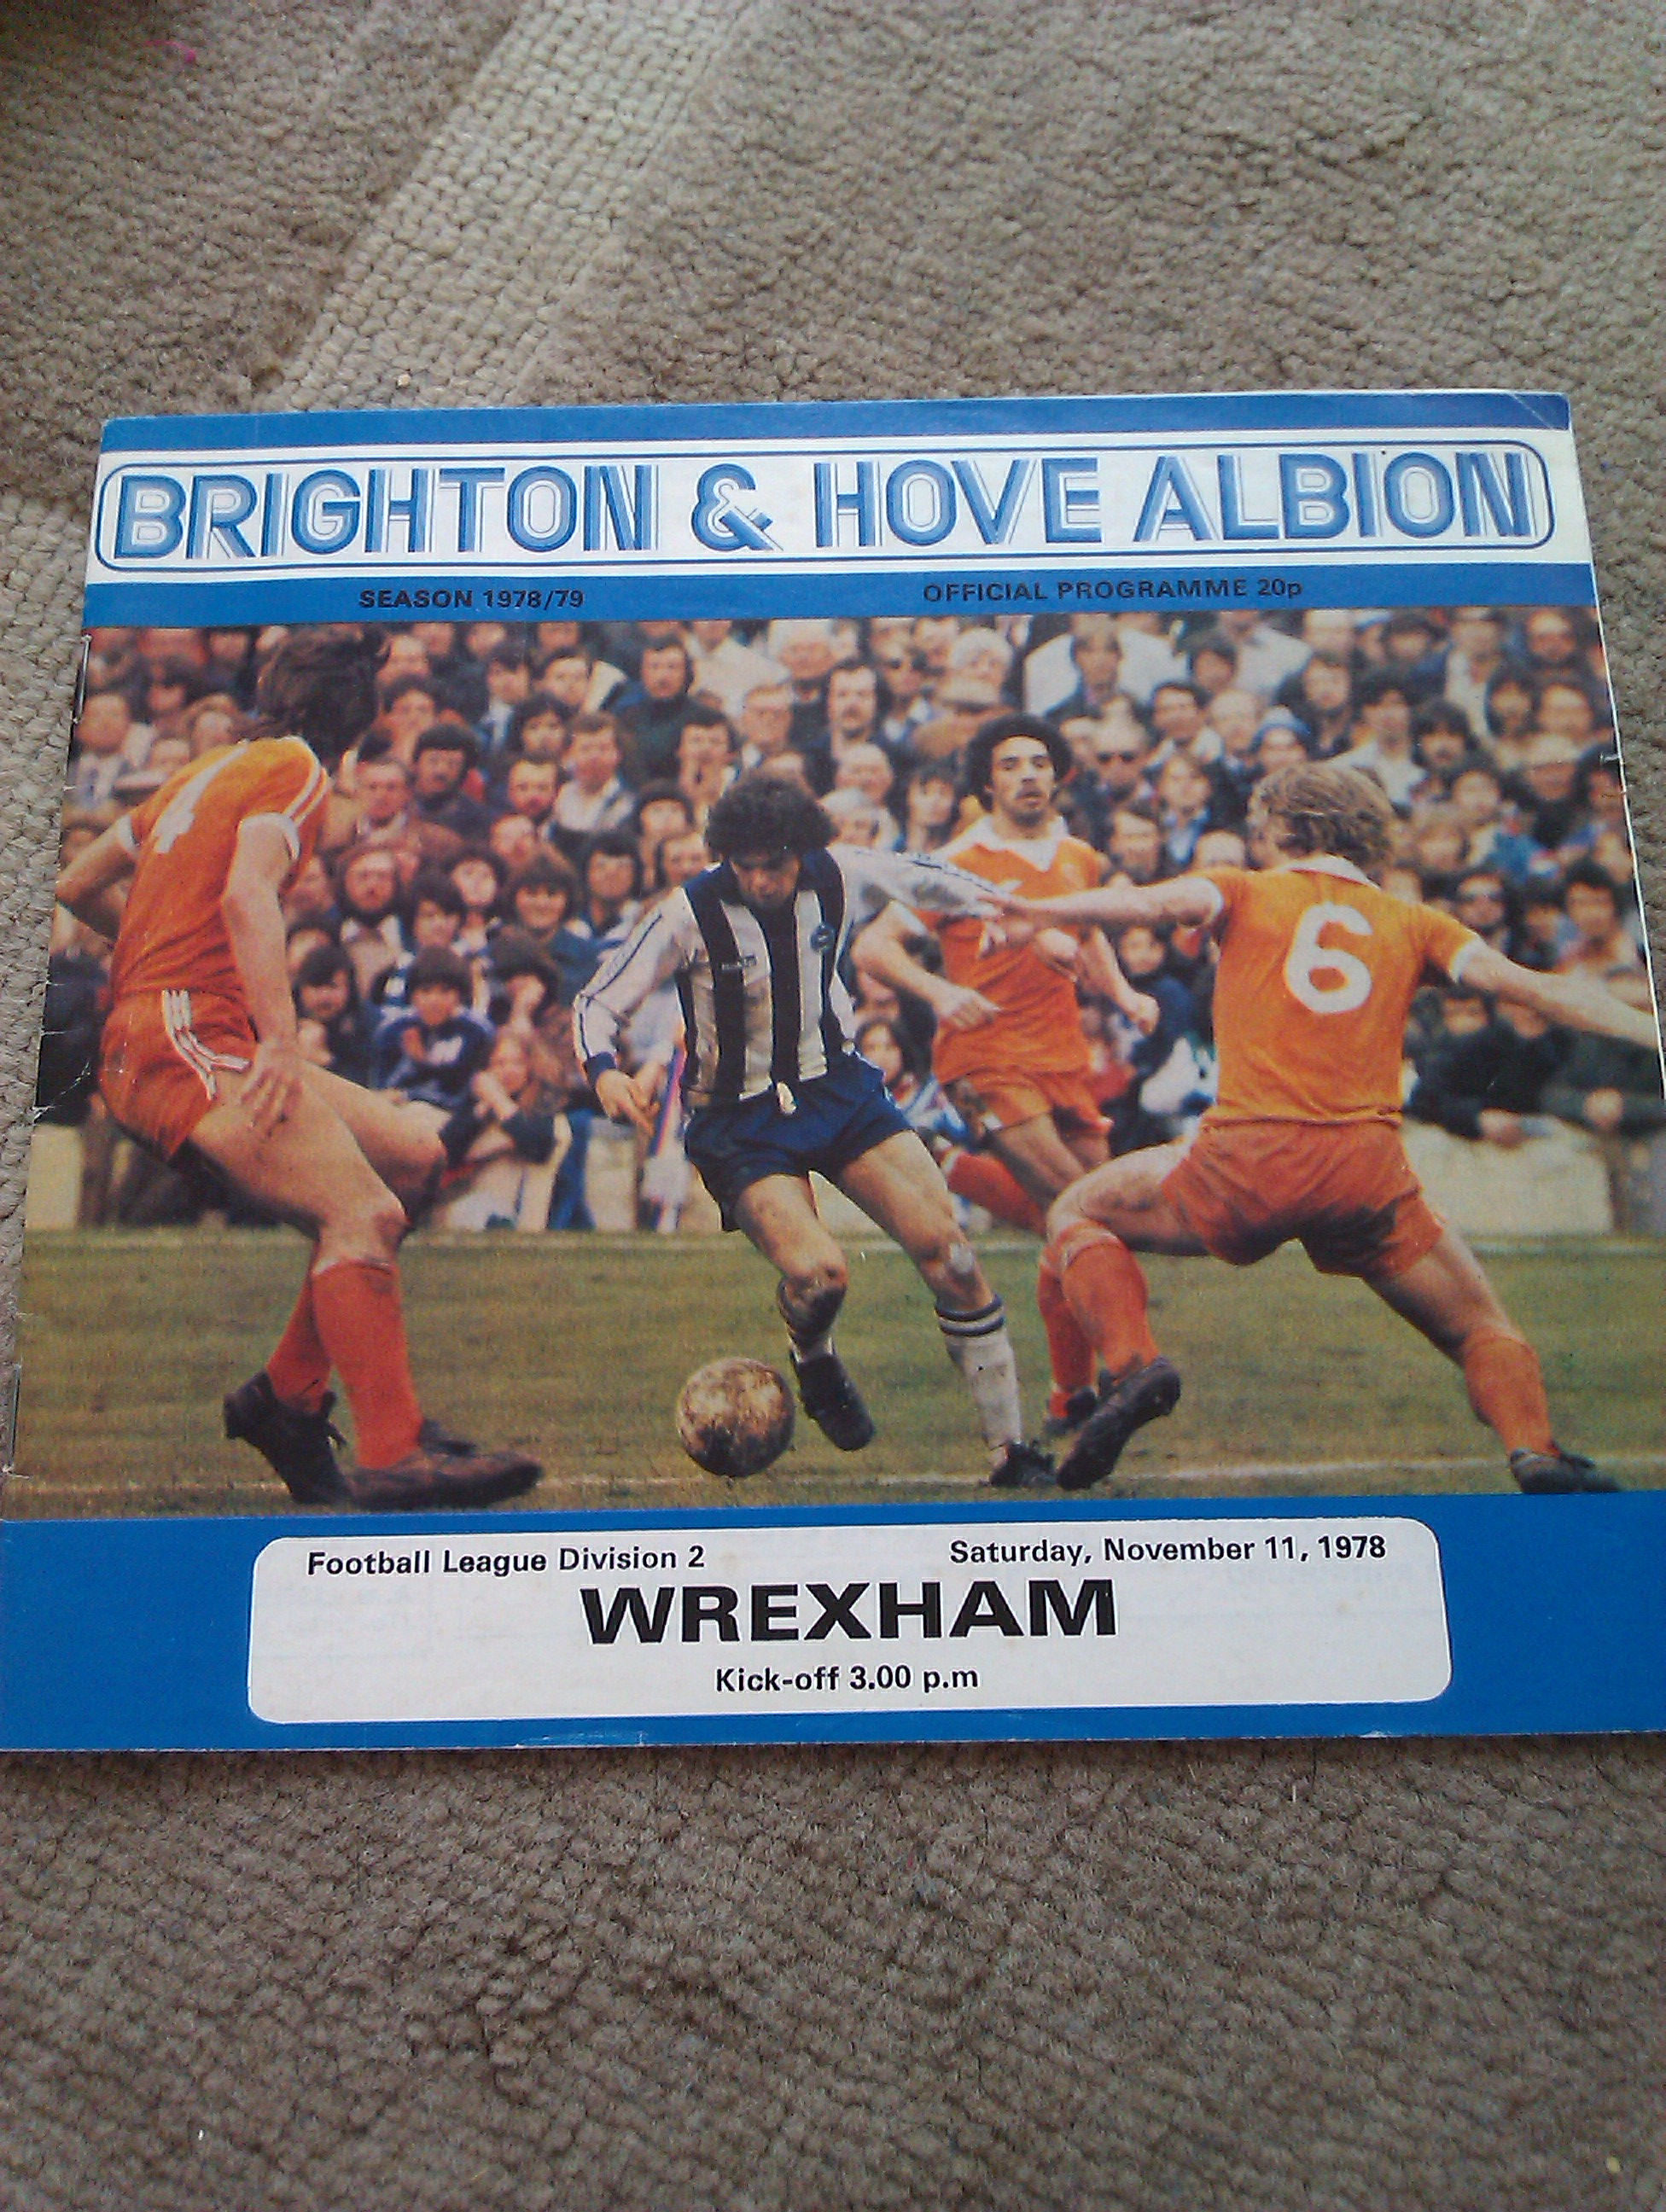 BRIGHTON & HOVE ALBION
SEASON 1978/79 OFFICIAL PROGRAMME 20p
4
6
Football League Division 2 Saturday, November 11, 1978
WREXHAM
Kick-off 3.00 p.m